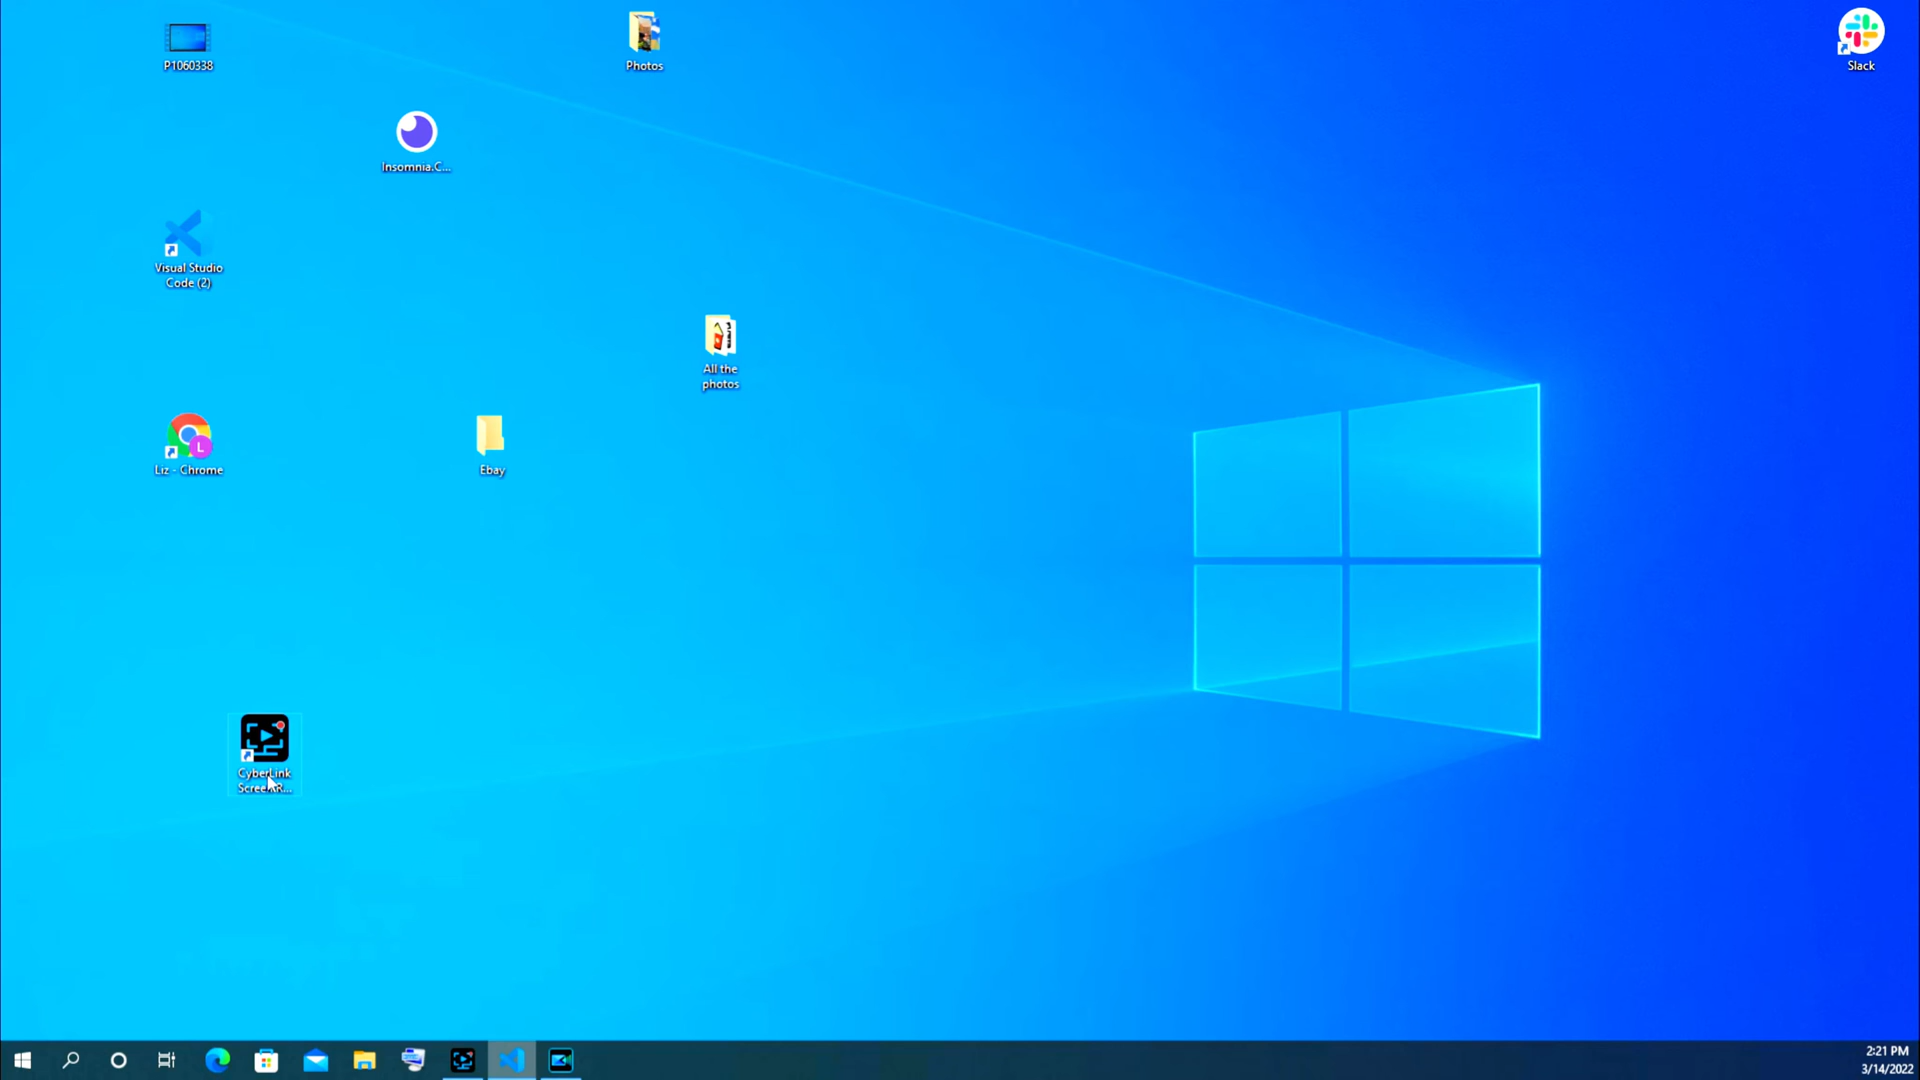 P1060338
Photos
Slack
Insomnia.C...
Visual Studio
Code (2)
All the
photos
L
Liz - Chrome
Ebay
CyberLink
2:21 PM
3/14/2022